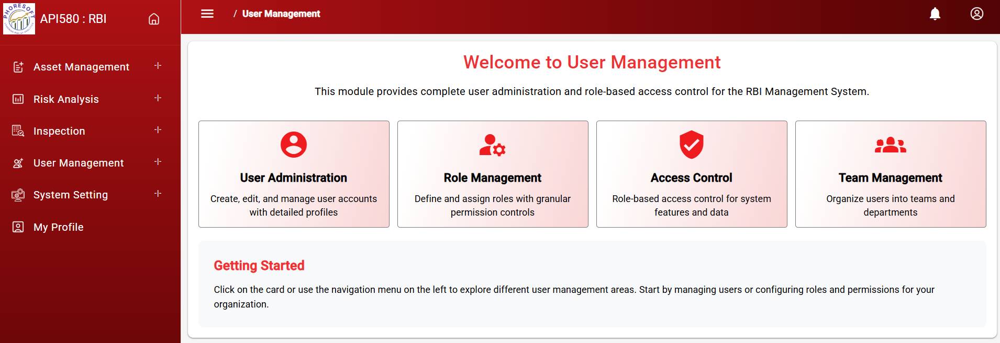 PHORESOFT
API580 : RBI
/ User Management
Asset Management
Risk Analysis
Inspection
User Management
System Setting
My Profile
Welcome to User Management
This module provides complete user administration and role-based access control for the RBI Management System.
User Administration
Create, edit, and manage user accounts
with detailed profiles
Role Management
Define and assign roles with granular
permission controls
Access Control
Role-based access control for system
features and data
Team Management
Organize users into teams and
departments
Getting Started
Click on the card or use the navigation menu on the left to explore different user management areas. Start by managing users or configuring roles and permissions for your
organization.